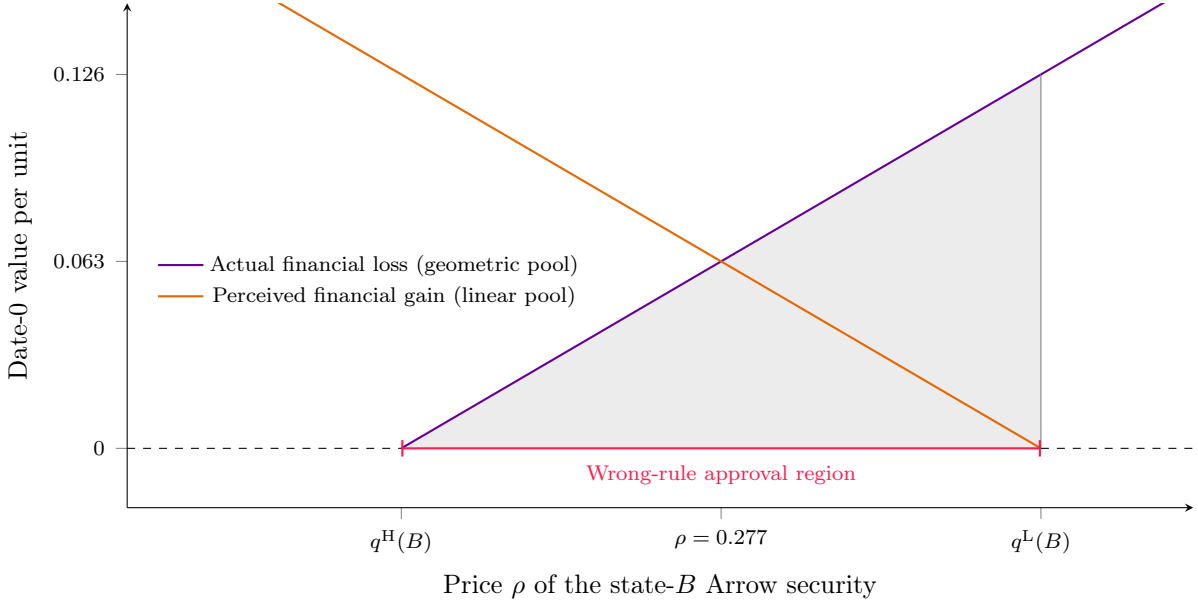 Date-0 value per unit
0.126
0.063
0
Actual financial loss (geometric pool)
Perceived financial gain (linear pool)
Wrong-rule approval region
q^H(B)
ρ = 0.277
q^L(B)
Price ρ of the state-B Arrow security